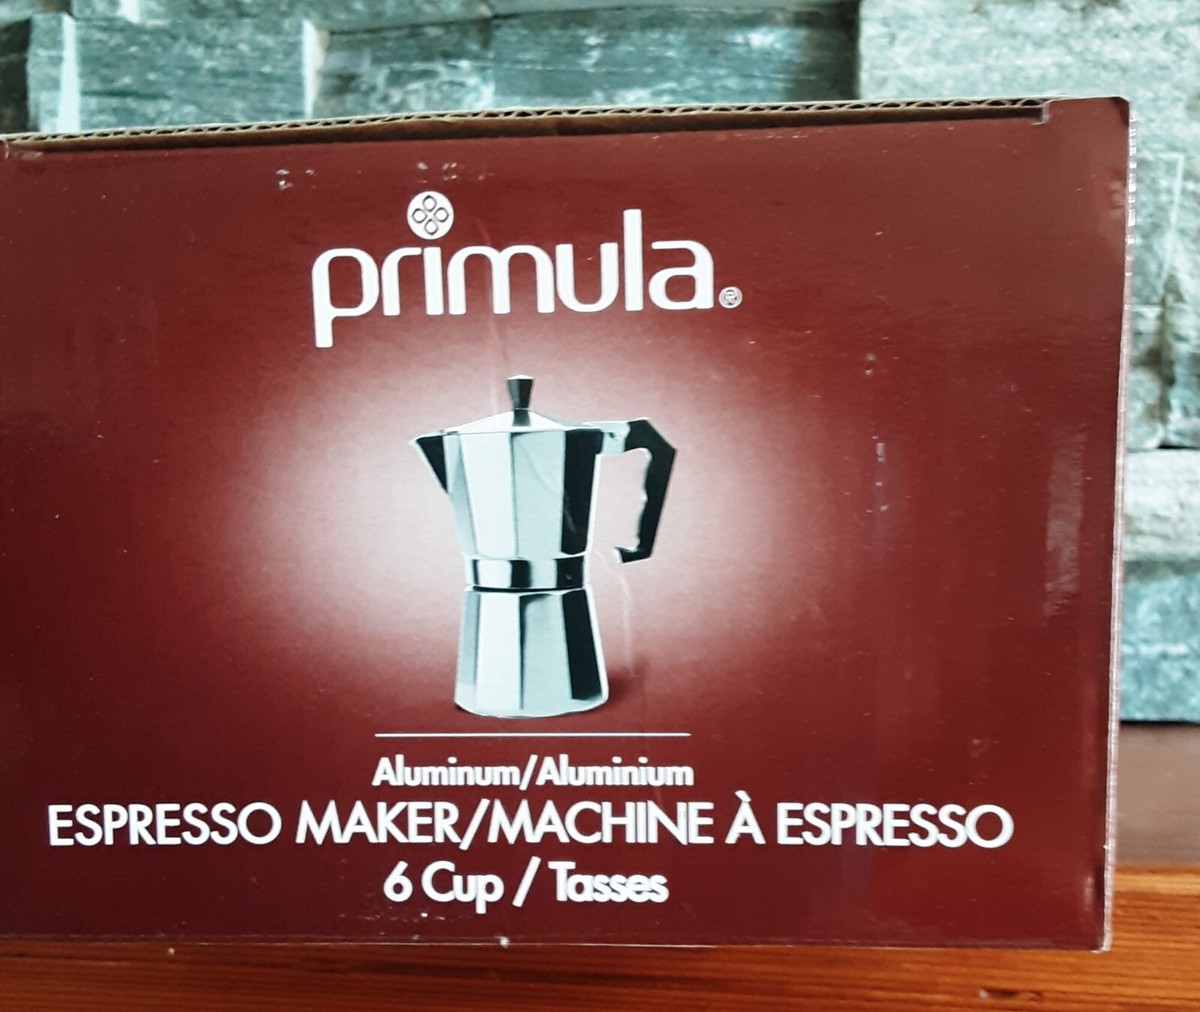 primula®
Aluminum/Aluminium
ESPRESSO MAKER/MACHINE À ESPRESSO
6 Cup / Tasses